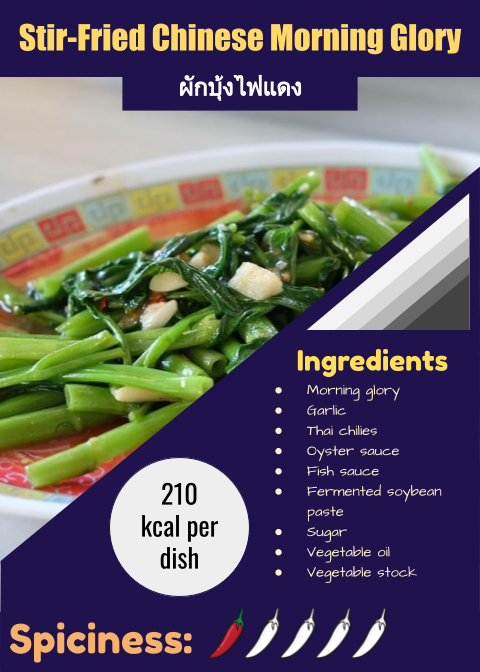 Stir-Fried Chinese Morning Glory
ผักบุ้งไฟแดง
Ingredients
Morning glory
Garlic
Thai chilies
Oyster sauce
Fish sauce
Fermented soybean
paste
Sugar
Vegetable oil
Vegetable stock
210
kcal per
dish
Spiciness: